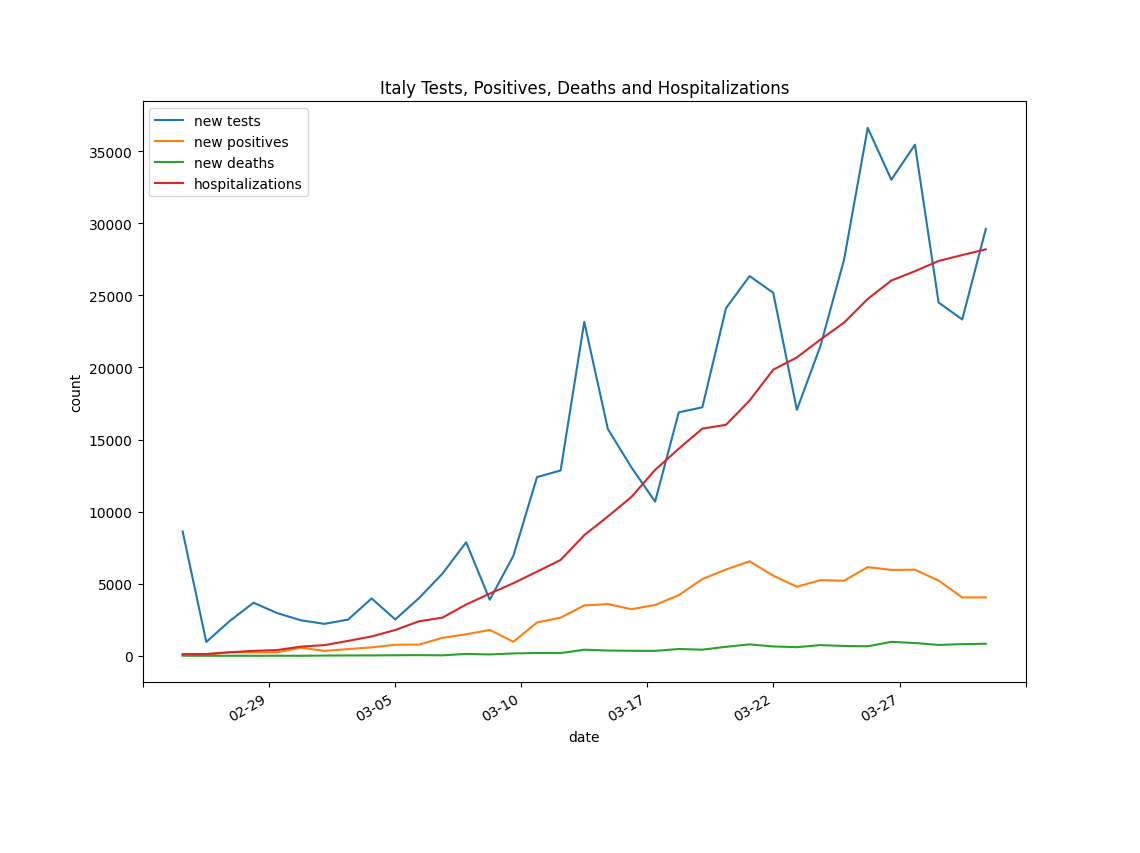 Italy Tests, Positives, Deaths and Hospitalizations
new tests
new positives
new deaths
hospitalizations
35000
30000
25000
20000
15000
10000
5000
0
count
02-29
03-05
03-10
03-17
03-22
03-27
date